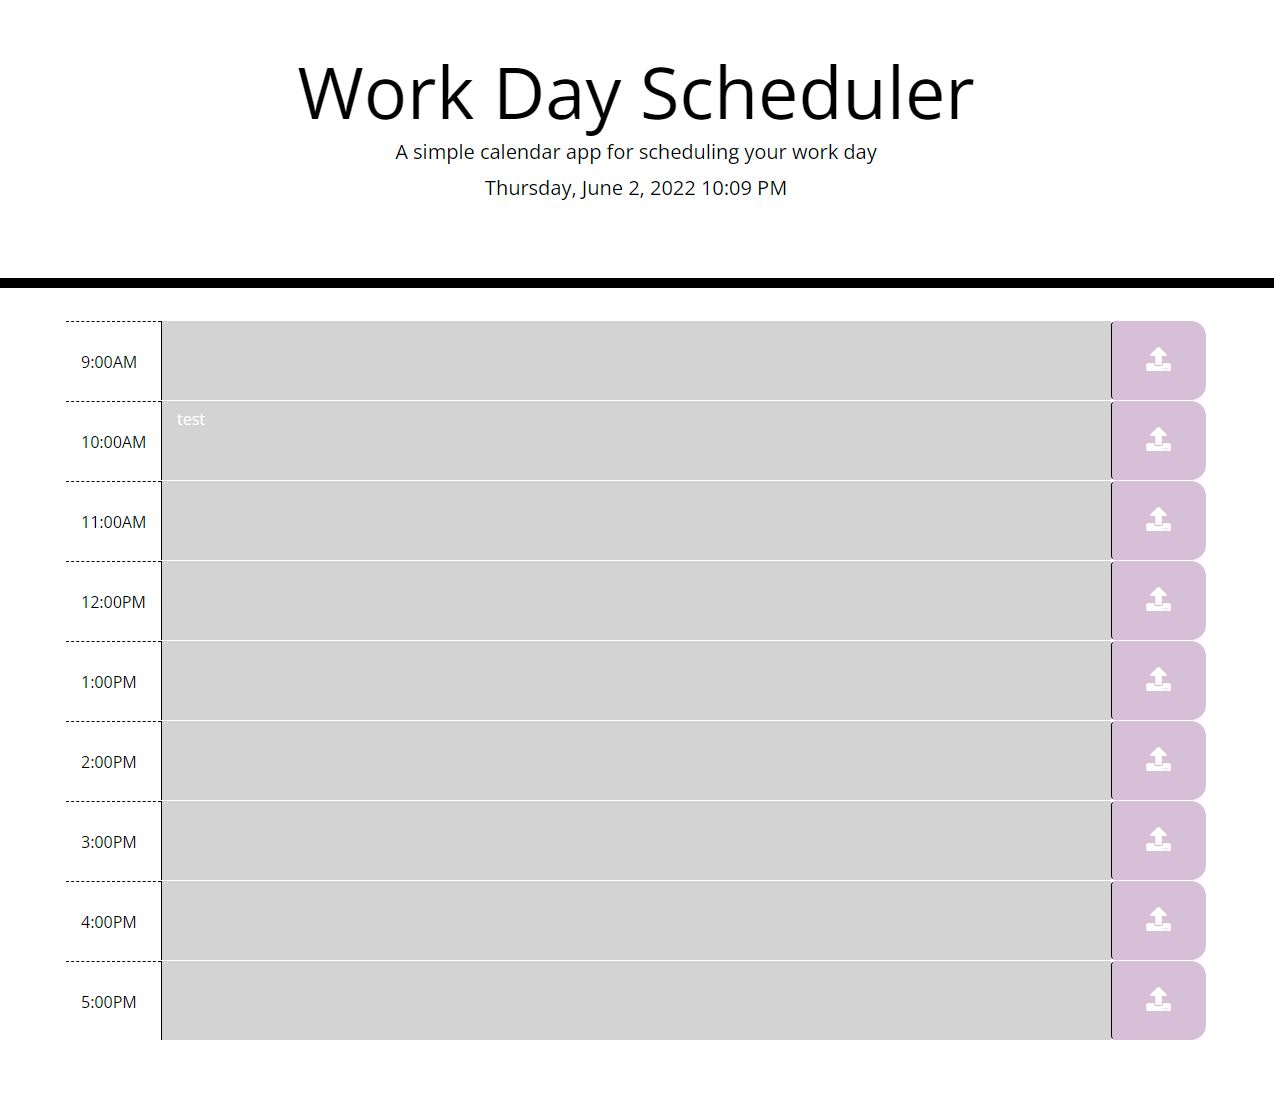 Work Day Scheduler
A simple calendar app for scheduling your work day
Thursday, June 2, 2022 10:09 PM
9:00AM
test
10:00AM
11:00AM
12:00PM
1:00PM
2:00PM
3:00PM
4:00PM
5:00PM